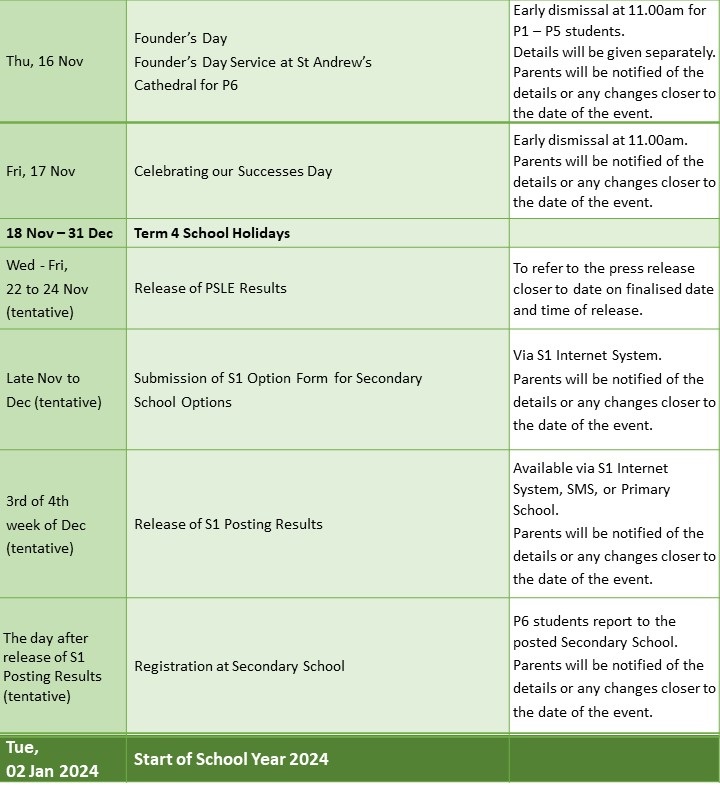 Thu, 16 Nov
Founder's Day
Founder's Day Service at St Andrew's
Cathedral for P6
Early dismissal at 11.00am for
P1 – P5 students.
Details will be given separately.
Parents will be notified of the
details or any changes closer to
the date of the event.
Fri, 17 Nov
Celebrating our Successes Day
Early dismissal at 11.00am.
Parents will be notified of the
details or any changes closer to
the date of the event.
18 Nov – 31 Dec
Term 4 School Holidays
Wed - Fri,
22 to 24 Nov
(tentative)
Release of PSLE Results
To refer to the press release
closer to date on finalised date
and time of release.
Late Nov to
Dec (tentative)
Submission of S1 Option Form for Secondary
School Options
Via S1 Internet System.
Parents will be notified of the
details or any changes closer to
the date of the event.
3rd of 4th
week of Dec
(tentative)
Release of S1 Posting Results
Available via S1 Internet
System, SMS, or Primary
School.
Parents will be notified of the
details or any changes closer to
the date of the event.
The day after
release of S1
Posting Results
(tentative)
Registration at Secondary School
P6 students report to the
posted Secondary School.
Parents will be notified of the
details or any changes closer to
the date of the event.
Tue,
02 Jan 2024
Start of School Year 2024